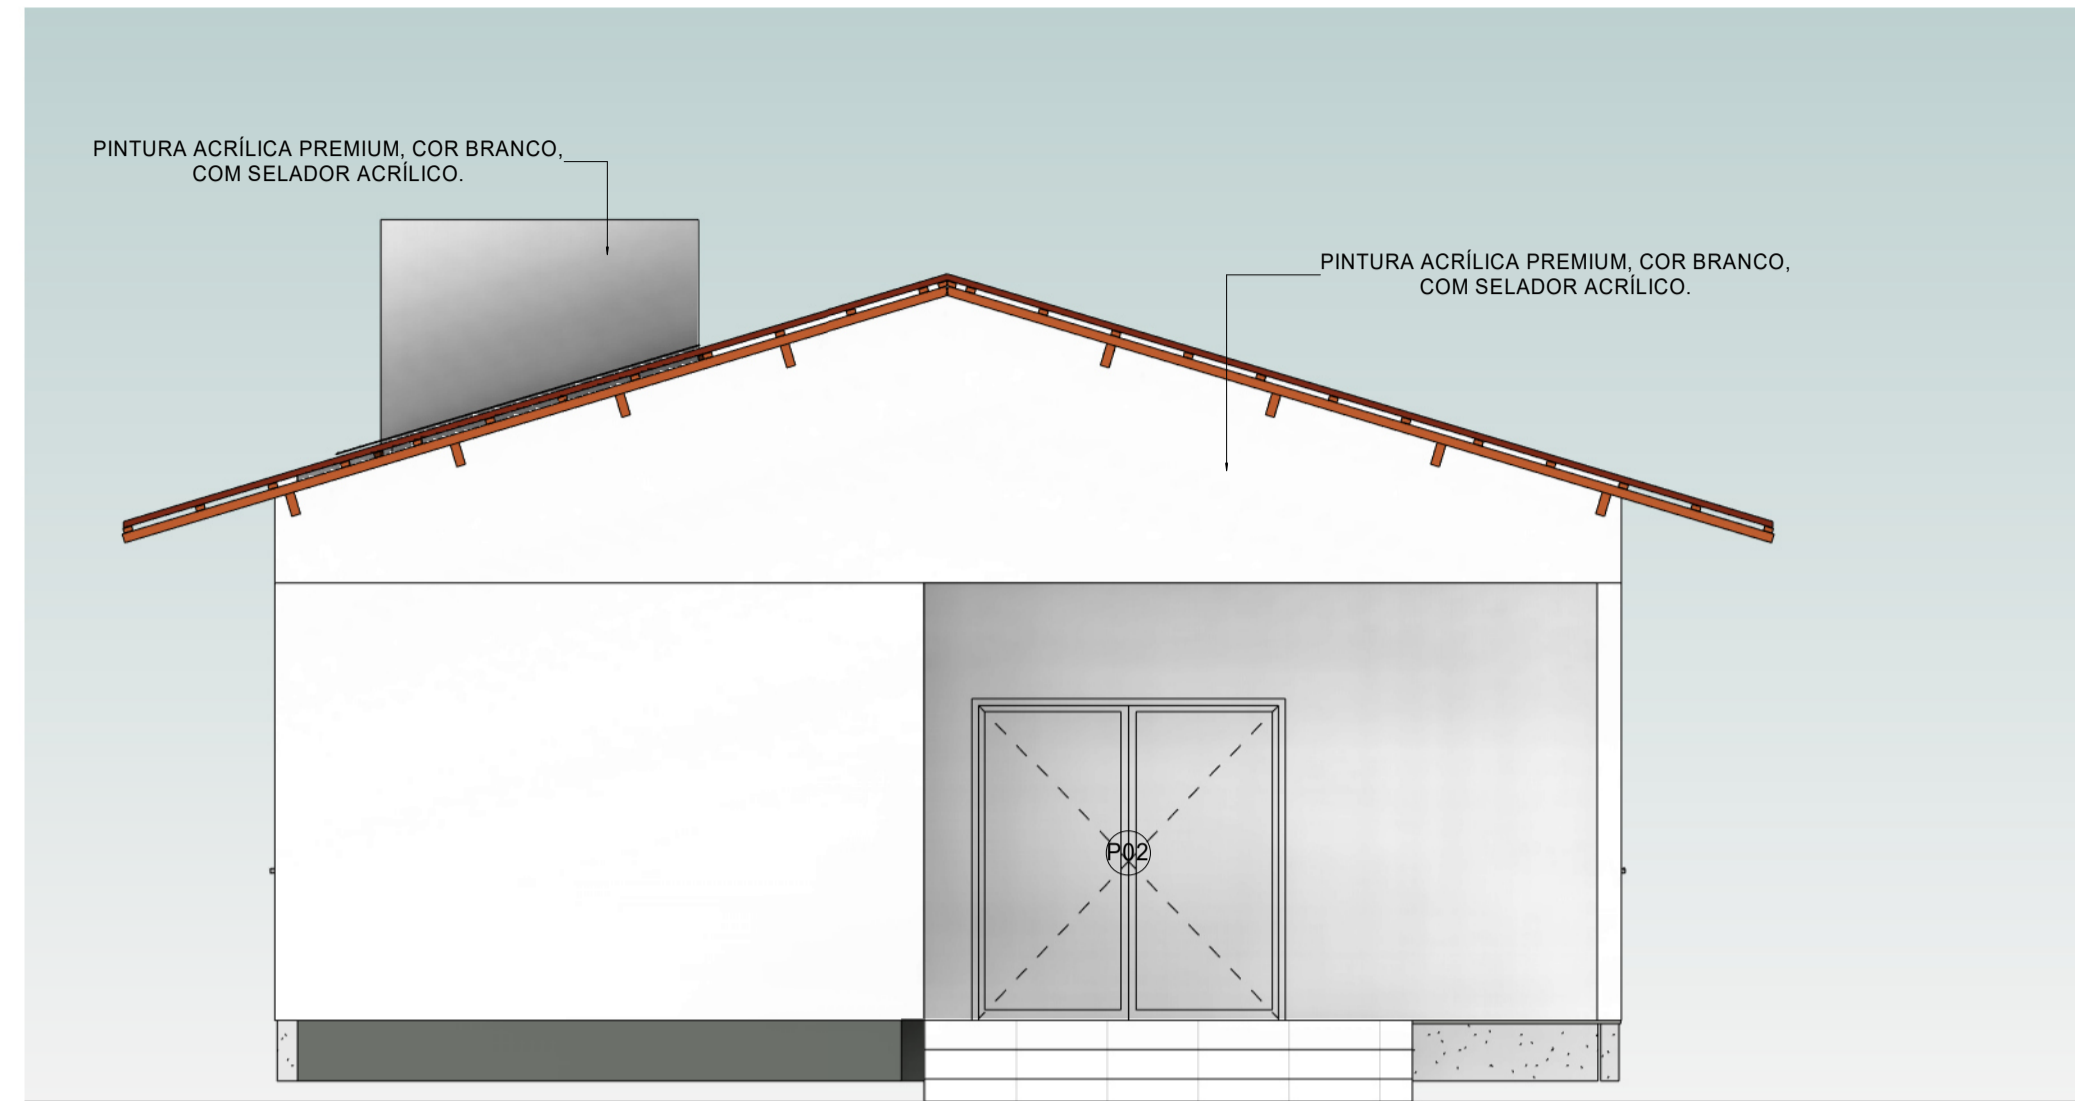 PINTURA ACRÍLICA PREMIUM, COR BRANCO,
COM SELADOR ACRÍLICO.
PINTURA ACRÍLICA PREMIUM, COR BRANCO,
COM SELADOR ACRÍLICO.
P02